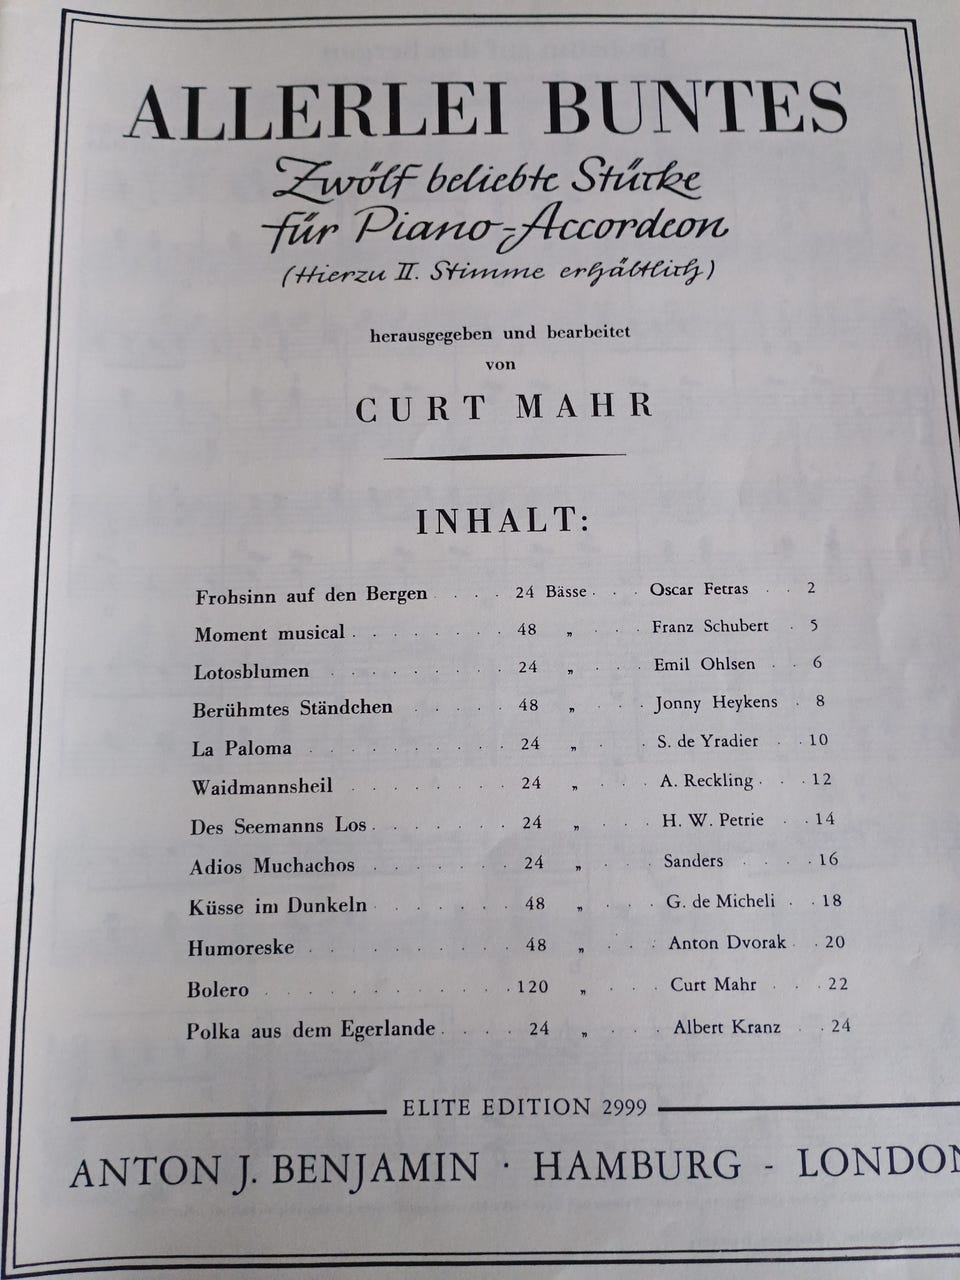 ALLERLEI BUNTES
Zwölf beliebte Stücke
für Piano-Accordeon
(Hierzu II. Stimme erhältlich)
herausgegeben und bearbeitet
von
CURT MAHR
INHALT:
Frohsinn auf den Bergen . . . 24 Bässe . . . Oscar Fetras . . 2
Moment musical . . . . . . . . 48 „ . . . Franz Schubert . 5
Lotosblumen . . . . . . . . 24 „ . . . Emil Ohlsen . . 6
Berühmtes Ständchen . . . . . 48 „ . . . Jonny Heykens . 8
La Paloma . . . . . . . . . . 24 „ . . S. de Yradier . . 10
Waidmannsheil . . . . . . . . 24 „ . . . A. Reckling . . . 12
Des Seemanns Los . . . . . . . 24 „ . . . . H. W. Petrie . . 14
Adios Muchachos . . . . . . . 24 „ . . . Sanders . . . . 16
Küsse im Dunkeln . . . . . . . 48 „ . . . G. de Micheli . . 18
Humoreske . . . . . . . . . . 48 „ . . . Anton Dvorak . . 20
Bolero . . . . . . . . . . . . 120 „ . . . Curt Mahr . . . 22
Polka aus dem Egerlande . . . . 24 „ . . . Albert Kranz . . 24
ELITE EDITION 2999
ANTON J. BENJAMIN · HAMBURG - LONDON